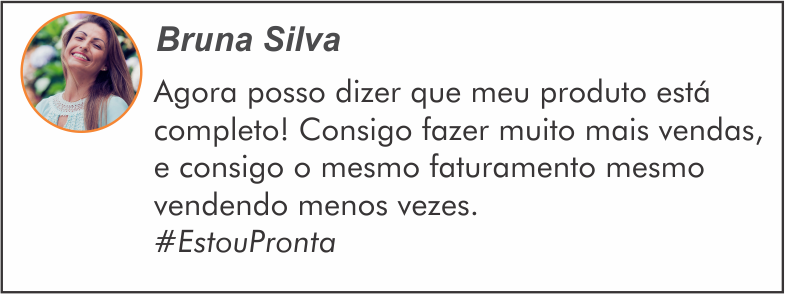 Bruna Silva
Agora posso dizer que meu produto está
completo! Consigo fazer muito mais vendas,
e consigo o mesmo faturamento mesmo
vendendo menos vezes.
#EstouPronta